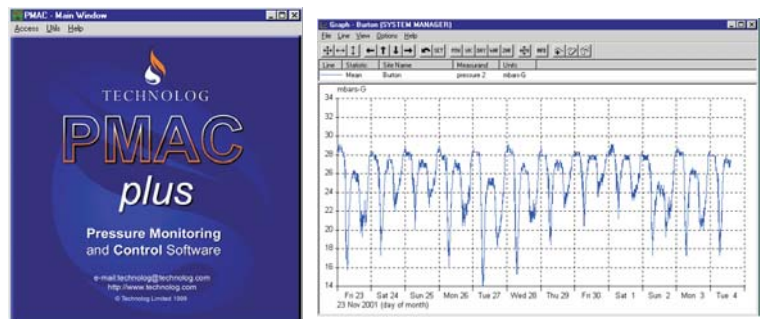 PMAC - Main Window
Access Utils Help
TECHNOLOG
PMAC
plus
Pressure Monitoring
and Control Software
e-mail:technolog@technolog.com
http://www.technolog.com
© Technolog Limited 1999
Graph - Burton (SYSTEM MANAGER)
File Line View Options Help
SET
INFO
Line Statistic Site Name Measurand Units
Mean Burton pressure 2 mbars-G
mbars-G
34
32
30
28
26
24
22
20
18
16
14
Fri 23 Sat 24 Sun 25 Mon 26 Tue 27 Wed 28 Thu 29 Fri 30 Sat 1 Sun 2 Mon 3 Tue 4
23 Nov 2001 (day of month)